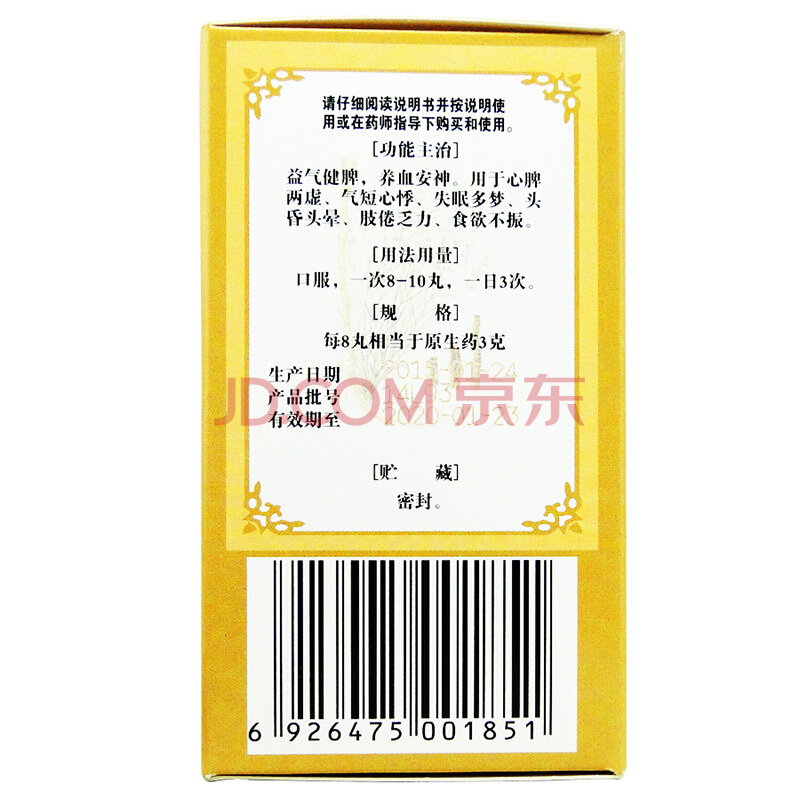 请仔细阅读说明书并按说明使
用或在药师指导下购买和使用。
[功能主治]
益气健脾，养血安神。用于心脾
两虚、气短心悸、失眠多梦、头
昏头晕、肢倦乏力、食欲不振。
[用法用量]
口服，一次8-10丸，一日3次。
[规 格]
每8丸相当于原生药3克
生产日期 2015-01-24
产品批号
有效期至 2020-01-23
JD.COM 京东
[贮 藏]
密封。
6 926475 001851